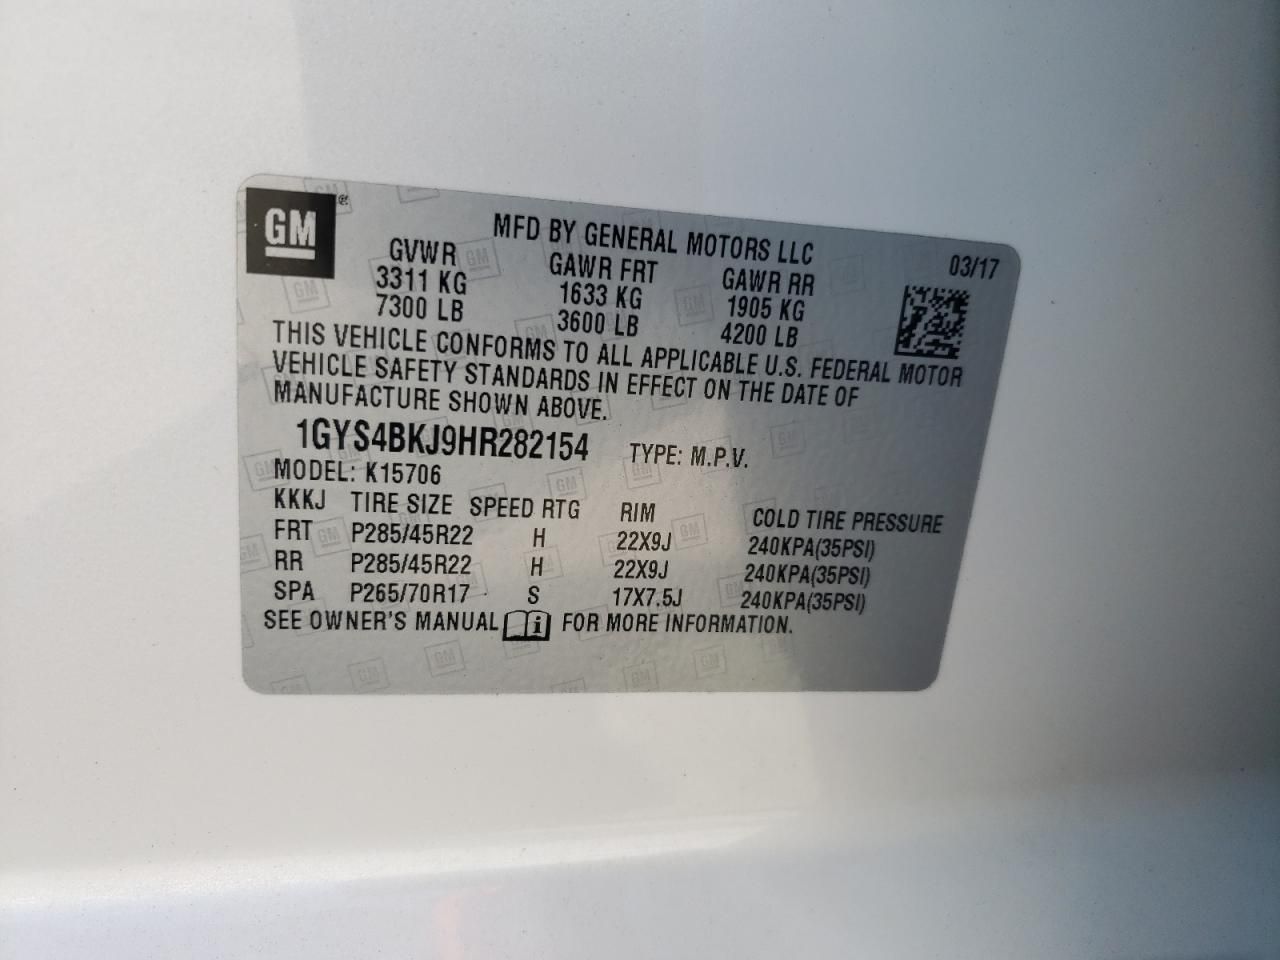 GM ®
MFD BY GENERAL MOTORS LLC 03/17
GVWR GAWR FRT GAWR RR
3311 KG 1633 KG 1905 KG
7300 LB 3600 LB 4200 LB
THIS VEHICLE CONFORMS TO ALL APPLICABLE U.S. FEDERAL MOTOR
VEHICLE SAFETY STANDARDS IN EFFECT ON THE DATE OF
MANUFACTURE SHOWN ABOVE.
1GYS4BKJ9HR282154 TYPE: M.P.V.
MODEL: K15706
KKKJ TIRE SIZE SPEED RTG RIM COLD TIRE PRESSURE
FRT P285/45R22 H 22X9J 240KPA(35PSI)
RR P285/45R22 H 22X9J 240KPA(35PSI)
SPA P265/70R17 S 17X7.5J 240KPA(35PSI)
SEE OWNER'S MANUAL i FOR MORE INFORMATION.